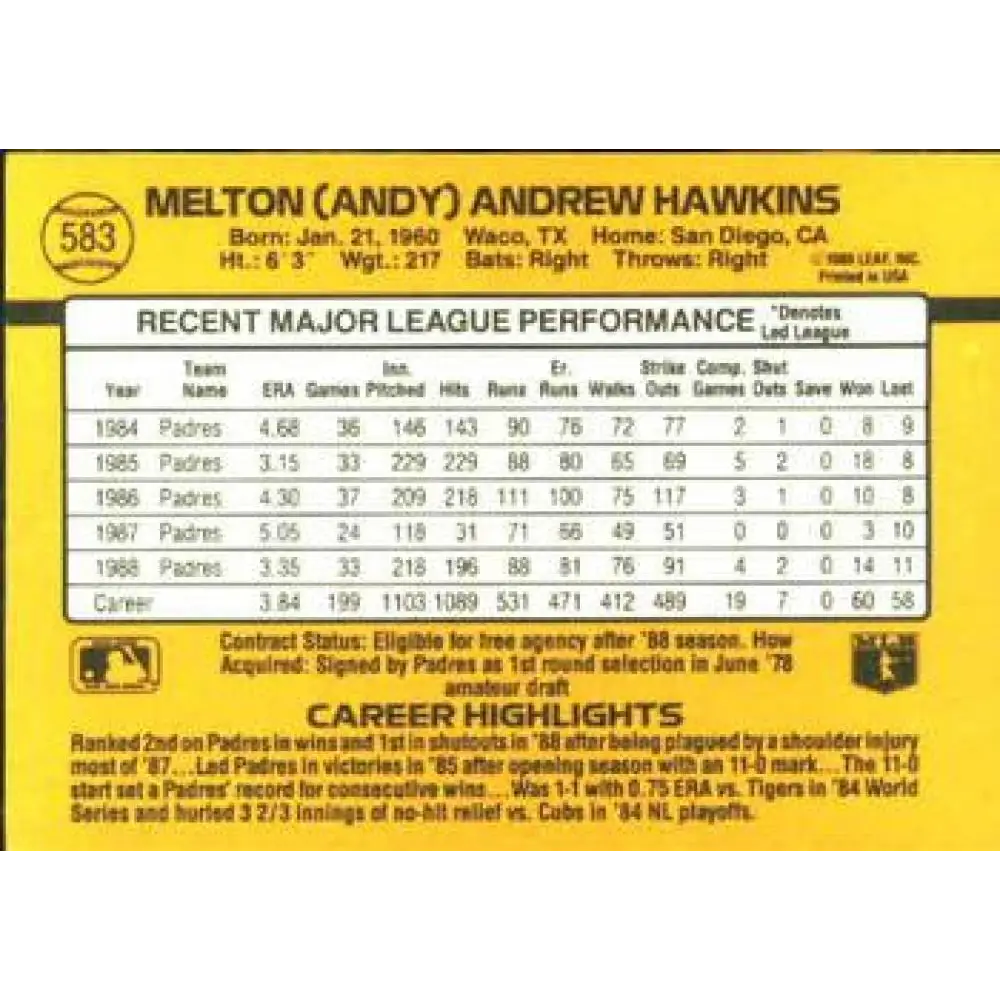 583
MELTON (ANDY) ANDREW HAWKINS
Born: Jan. 21, 1960 Waco, TX Home: San Diego, CA
Ht.: 6'3" Wgt.: 217 Bats: Right Throws: Right
LEAF, INC.
Printed in USA
RECENT MAJOR LEAGUE PERFORMANCE
*Denotes
Led League
Year Team Name ERA Games Inn. Pitched Hits Runs Er. Runs Walks Strike Outs Comp. Games Shut Outs Save Won Lost
1984 Padres 4.68 36 146 143 90 76 72 77 2 1 0 8 9
1985 Padres 3.15 33 229 229 88 80 65 69 5 2 0 18 8
1986 Padres 4.30 37 209 218 111 100 75 117 3 1 0 10 8
1987 Padres 5.05 24 118 31 71 66 49 51 0 0 0 3 10
1988 Padres 3.35 33 218 196 88 81 76 91 4 2 0 14 11
Career 3.84 199 1103 1089 531 471 412 489 19 7 0 60 58
Contract Status: Eligible for free agency after '88 season. How
Acquired: Signed by Padres as 1st round selection in June '78
amateur draft
CAREER HIGHLIGHTS
Ranked 2nd on Padres in wins and 1st in shutouts in '88 after being plagued by a shoulder injury
most of '87...Led Padres in victories in '85 after opening season with an 11-0 mark...The 11-0
start set a Padres' record for consecutive wins...Was 1-1 with 0.75 ERA vs. Tigers in '84 World
Series and hurled 3 2/3 innings of no-hit relief vs. Cubs in '84 NL playoffs.